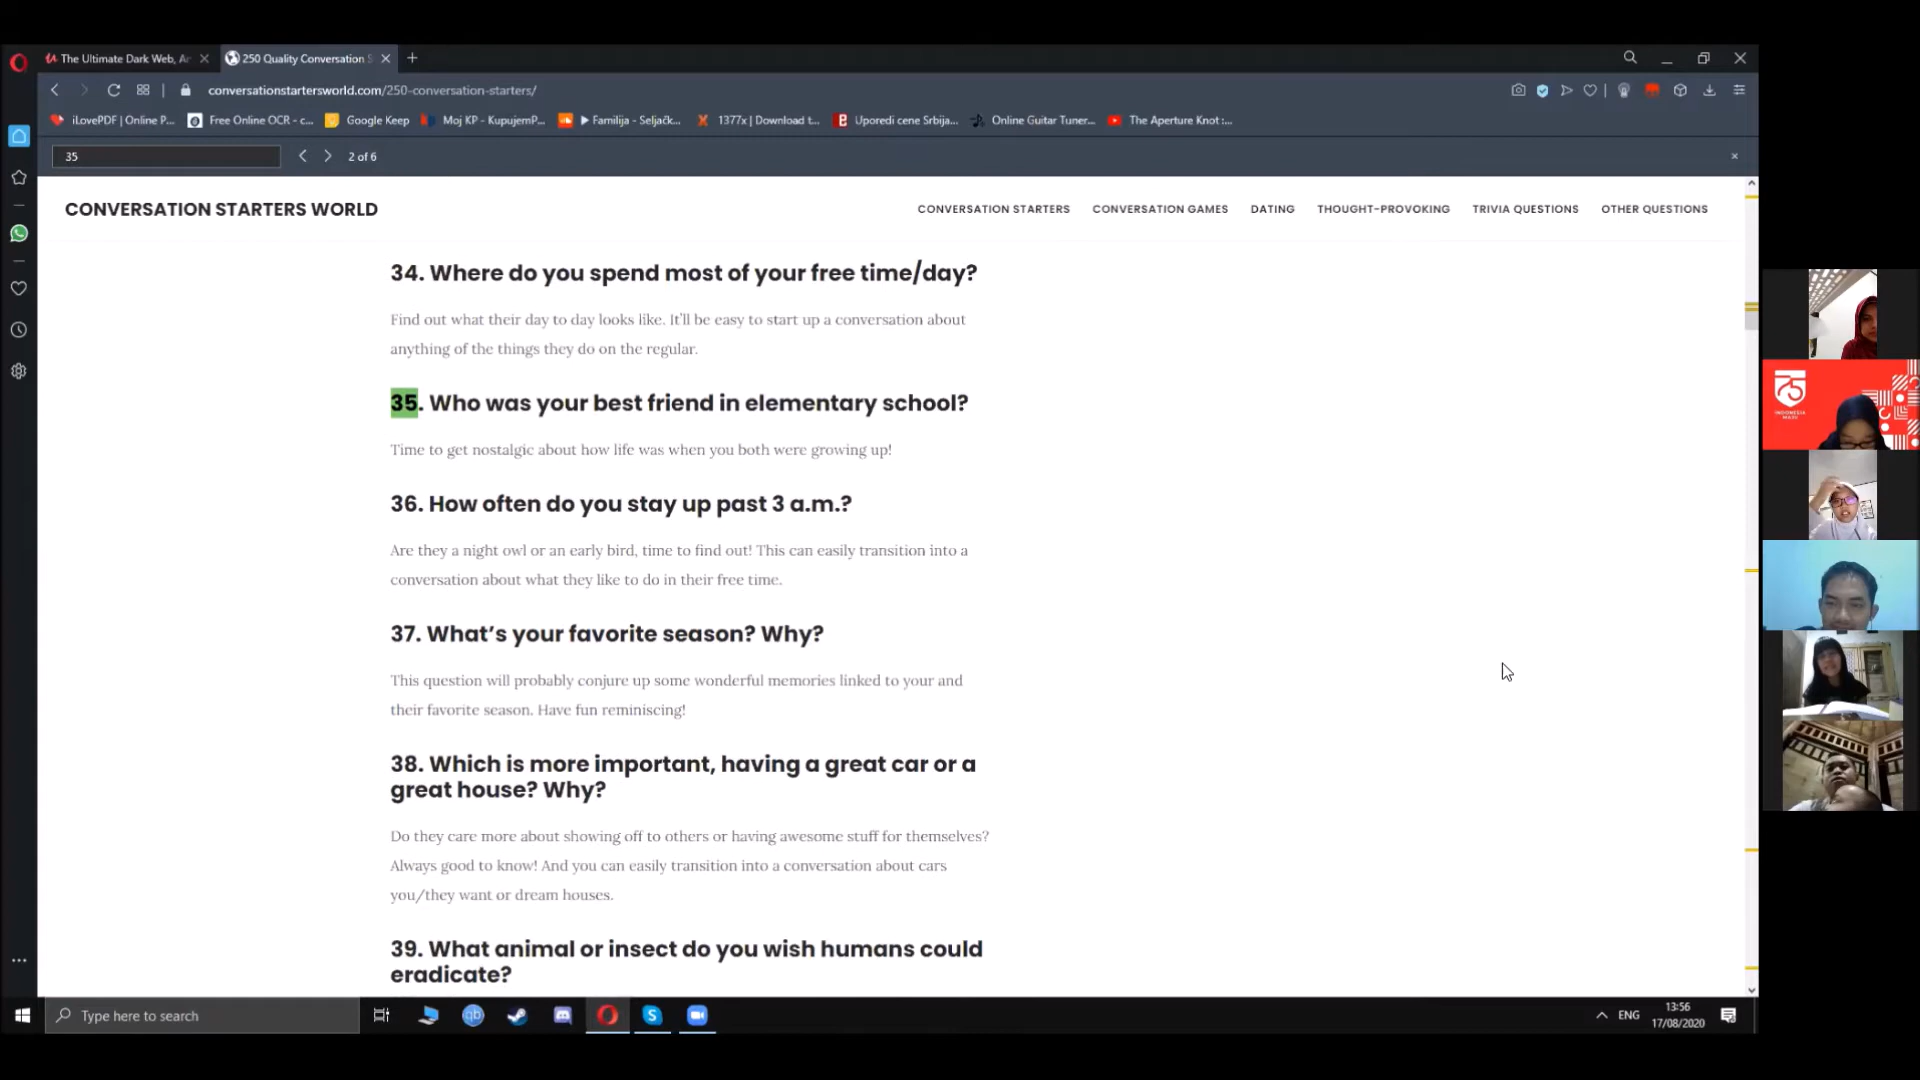 The Ultimate Dark Web, Ar
250 Quality Conversation S
conversationstartersworld.com/250-conversation-starters/
iLovePDF | Online P...
Free Online OCR - c...
Google Keep
Moj KP - KupujemP...
▶ Familija - Seljačk...
1377x | Download t...
Uporedi cene Srbija...
Online Guitar Tuner...
The Aperture Knot :...
35
2 of 6
CONVERSATION STARTERS WORLD
CONVERSATION STARTERS
CONVERSATION GAMES
DATING
THOUGHT-PROVOKING
TRIVIA QUESTIONS
OTHER QUESTIONS
34. Where do you spend most of your free time/day?
Find out what their day to day looks like. It'll be easy to start up a conversation about
anything of the things they do on the regular.
35. Who was your best friend in elementary school?
Time to get nostalgic about how life was when you both were growing up!
36. How often do you stay up past 3 a.m.?
Are they a night owl or an early bird, time to find out! This can easily transition into a
conversation about what they like to do in their free time.
37. What's your favorite season? Why?
This question will probably conjure up some wonderful memories linked to your and
their favorite season. Have fun reminiscing!
38. Which is more important, having a great car or a
great house? Why?
Do they care more about showing off to others or having awesome stuff for themselves?
Always good to know! And you can easily transition into a conversation about cars
you/they want or dream houses.
39. What animal or insect do you wish humans could
eradicate?
75
INDONESIA
MAJU
Type here to search
qb
ENG
13:56
17/08/2020